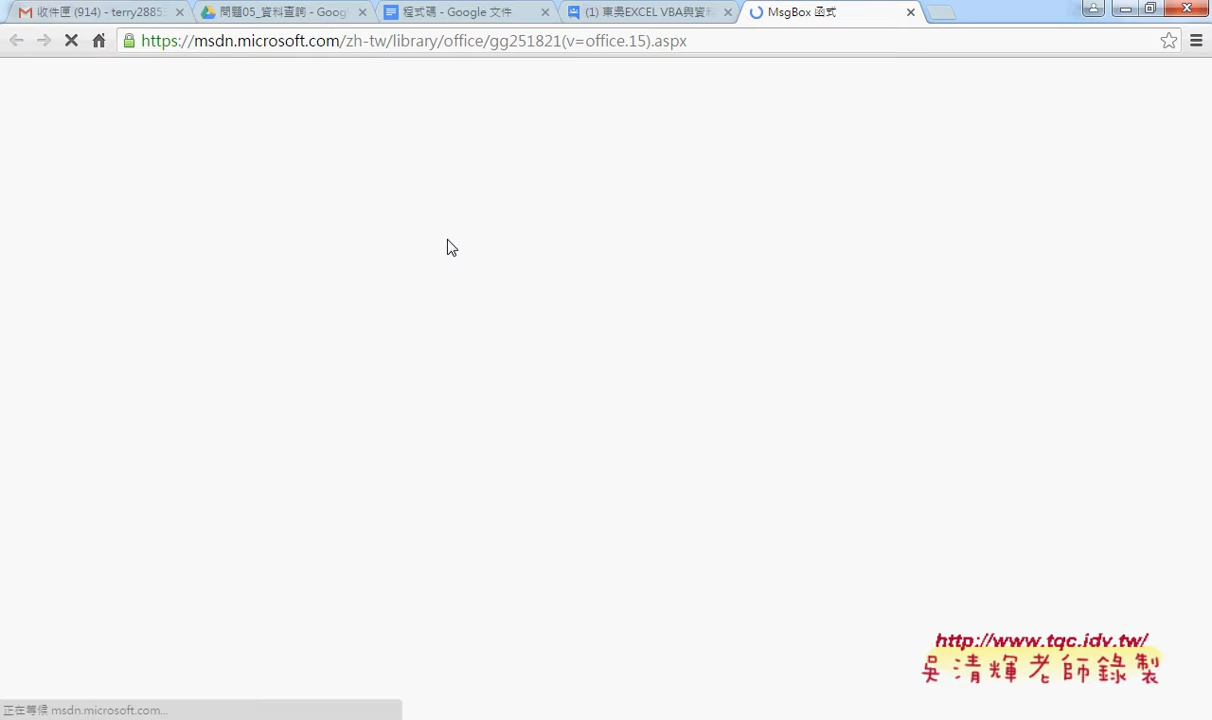 收件匣 (914) - terry2885
問題05_資料查詢 - Goog
程式碼 - Google 文件
(1) 東吳EXCEL VBA與資料
MsgBox 函式
https://msdn.microsoft.com/zh-tw/library/office/gg251821(v=office.15).aspx
http://www.tqc.idv.tw/
吳清輝老師錄製
正在等候 msdn.microsoft.com...